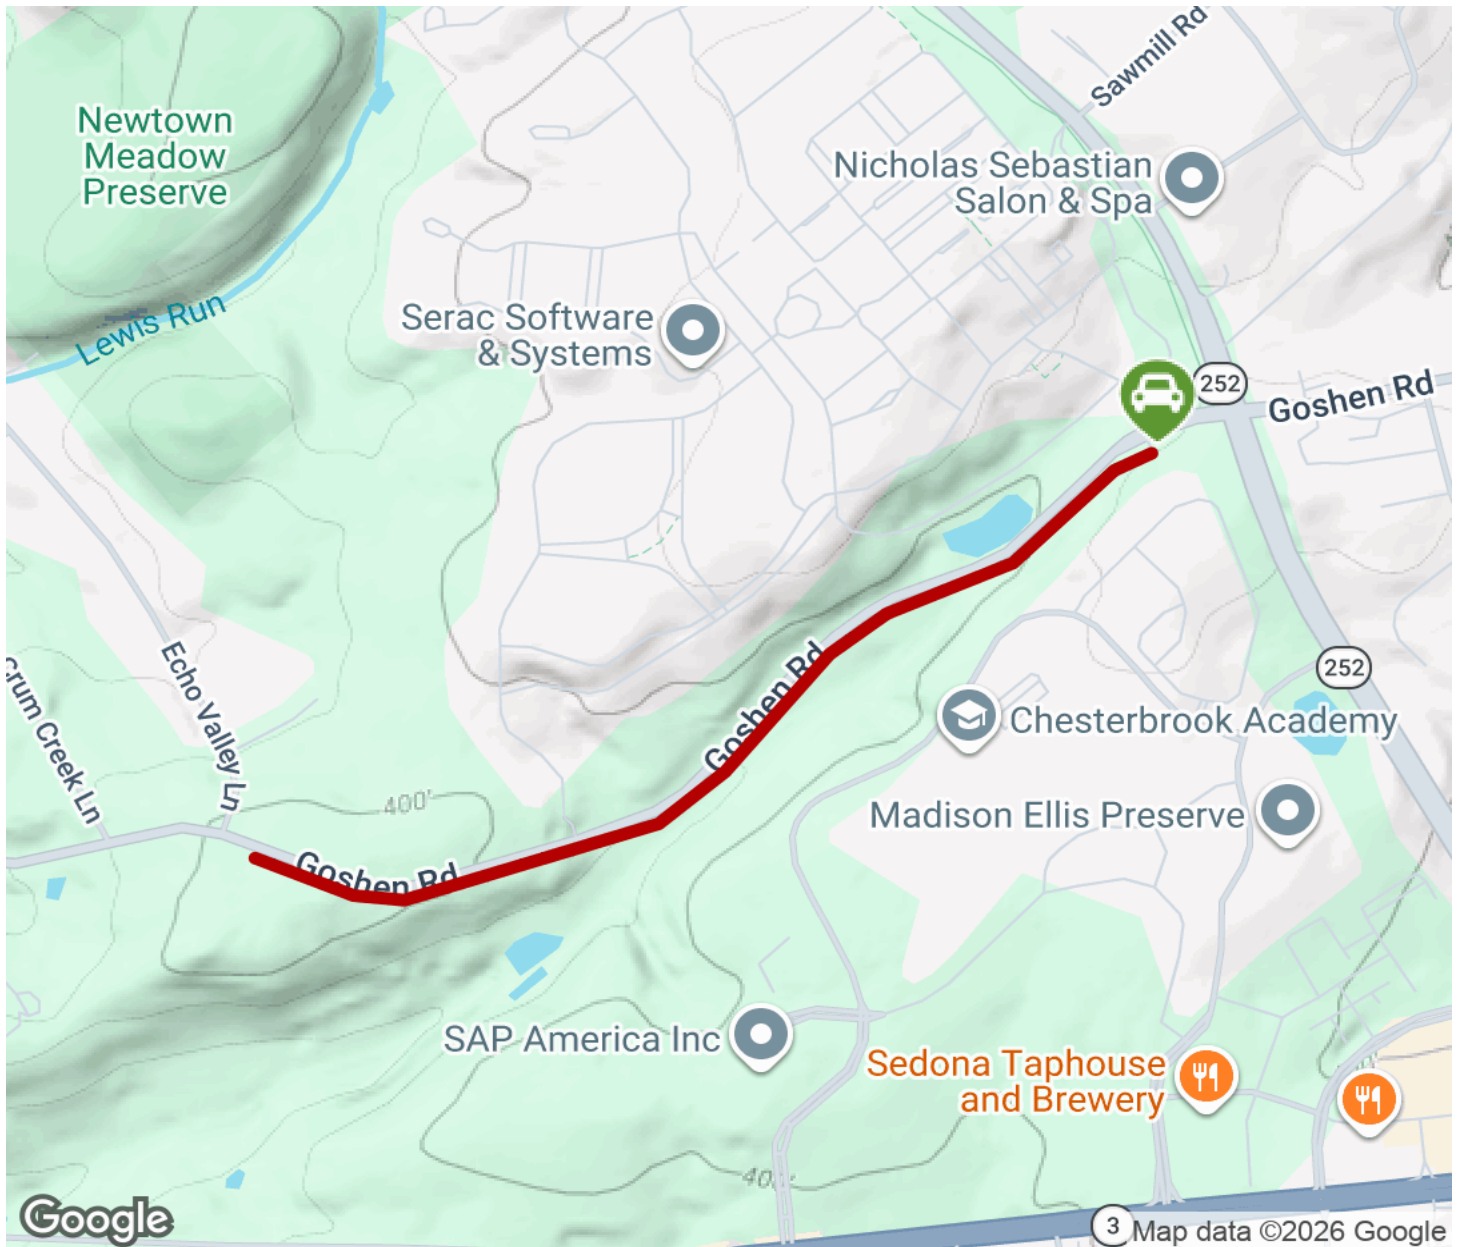 Sawmill Rd
Newtown
Meadow
Preserve
Nicholas Sebastian
Salon & Spa
Lewis Run
Serac Software
& Systems
252
Goshen Rd
Echo Valley Ln
Crum Creek Ln
Goshen Rd
252
Chesterbrook Academy
400'
Madison Ellis Preserve
Goshen Rd
SAP America Inc
Sedona Taphouse
and Brewery
Google
3
Map data ©2026 Google